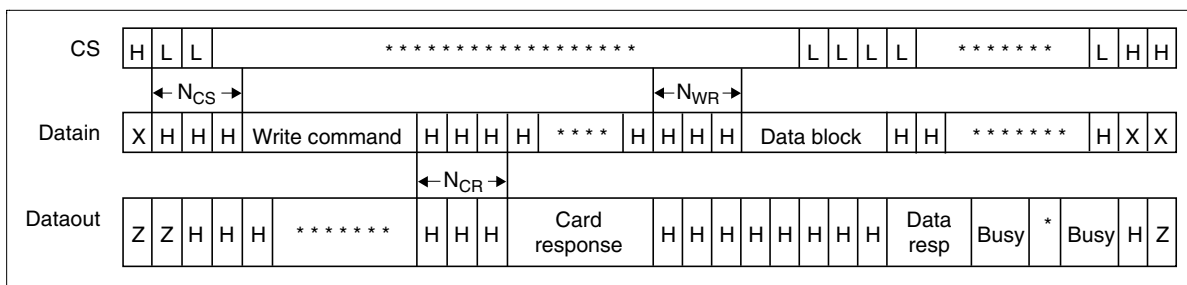 CS H L L * * * * * * * * * * * * * * * * * * L L L L * * * * * * * L H H
N_CS N_WR
Datain X H H H Write command H H H H * * * * H H H H Data block H H * * * * * * * H X X
N_CR
Dataout Z Z H H H * * * * * * * H H H Card response H H H H H H H H Data resp Busy * Busy H Z